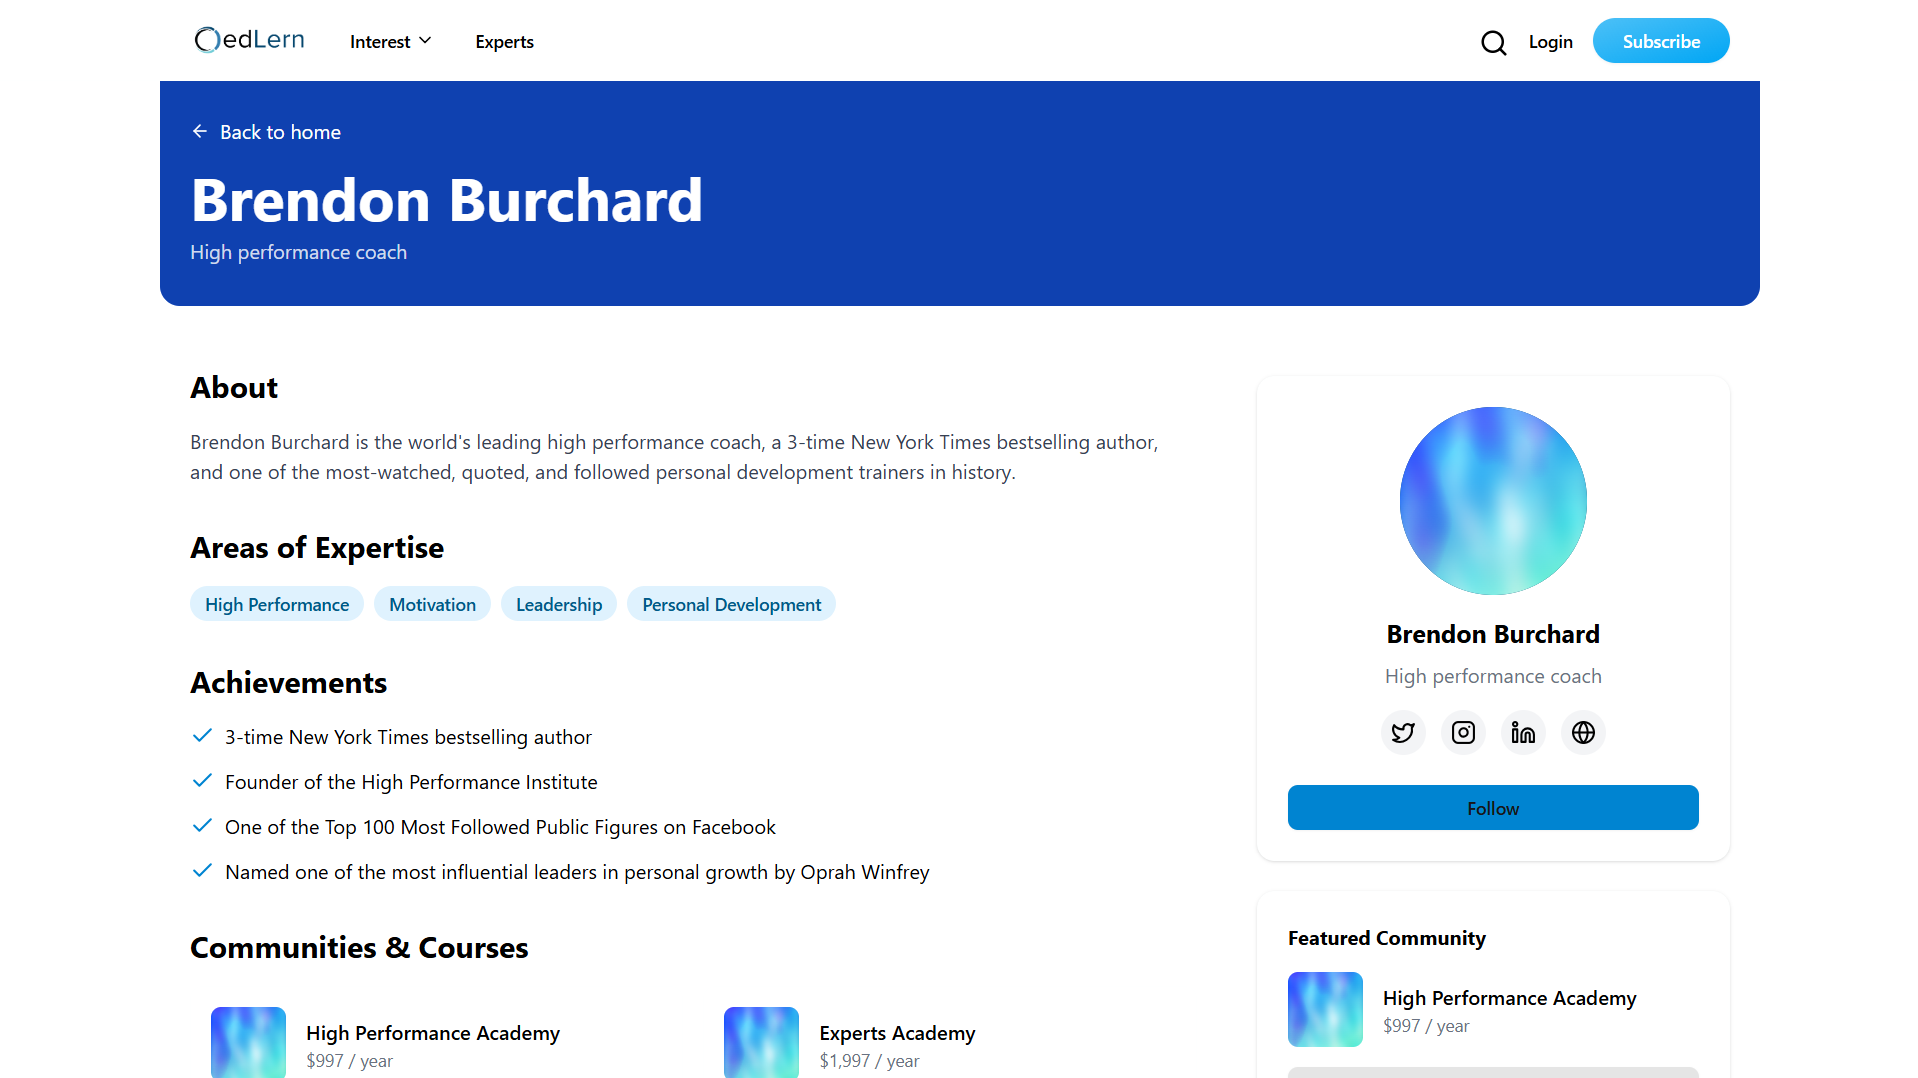 edLern
Interest
Experts
Login
Subscribe
Back to home
Brendon Burchard
High performance coach
About
Brendon Burchard is the world's leading high performance coach, a 3-time New York Times bestselling author,
and one of the most-watched, quoted, and followed personal development trainers in history.
Areas of Expertise
High Performance
Motivation
Leadership
Personal Development
Achievements
3-time New York Times bestselling author
Founder of the High Performance Institute
One of the Top 100 Most Followed Public Figures on Facebook
Named one of the most influential leaders in personal growth by Oprah Winfrey
Communities & Courses
High Performance Academy
$997 / year
Experts Academy
$1,997 / year
Brendon Burchard
High performance coach
Follow
Featured Community
High Performance Academy
$997 / year